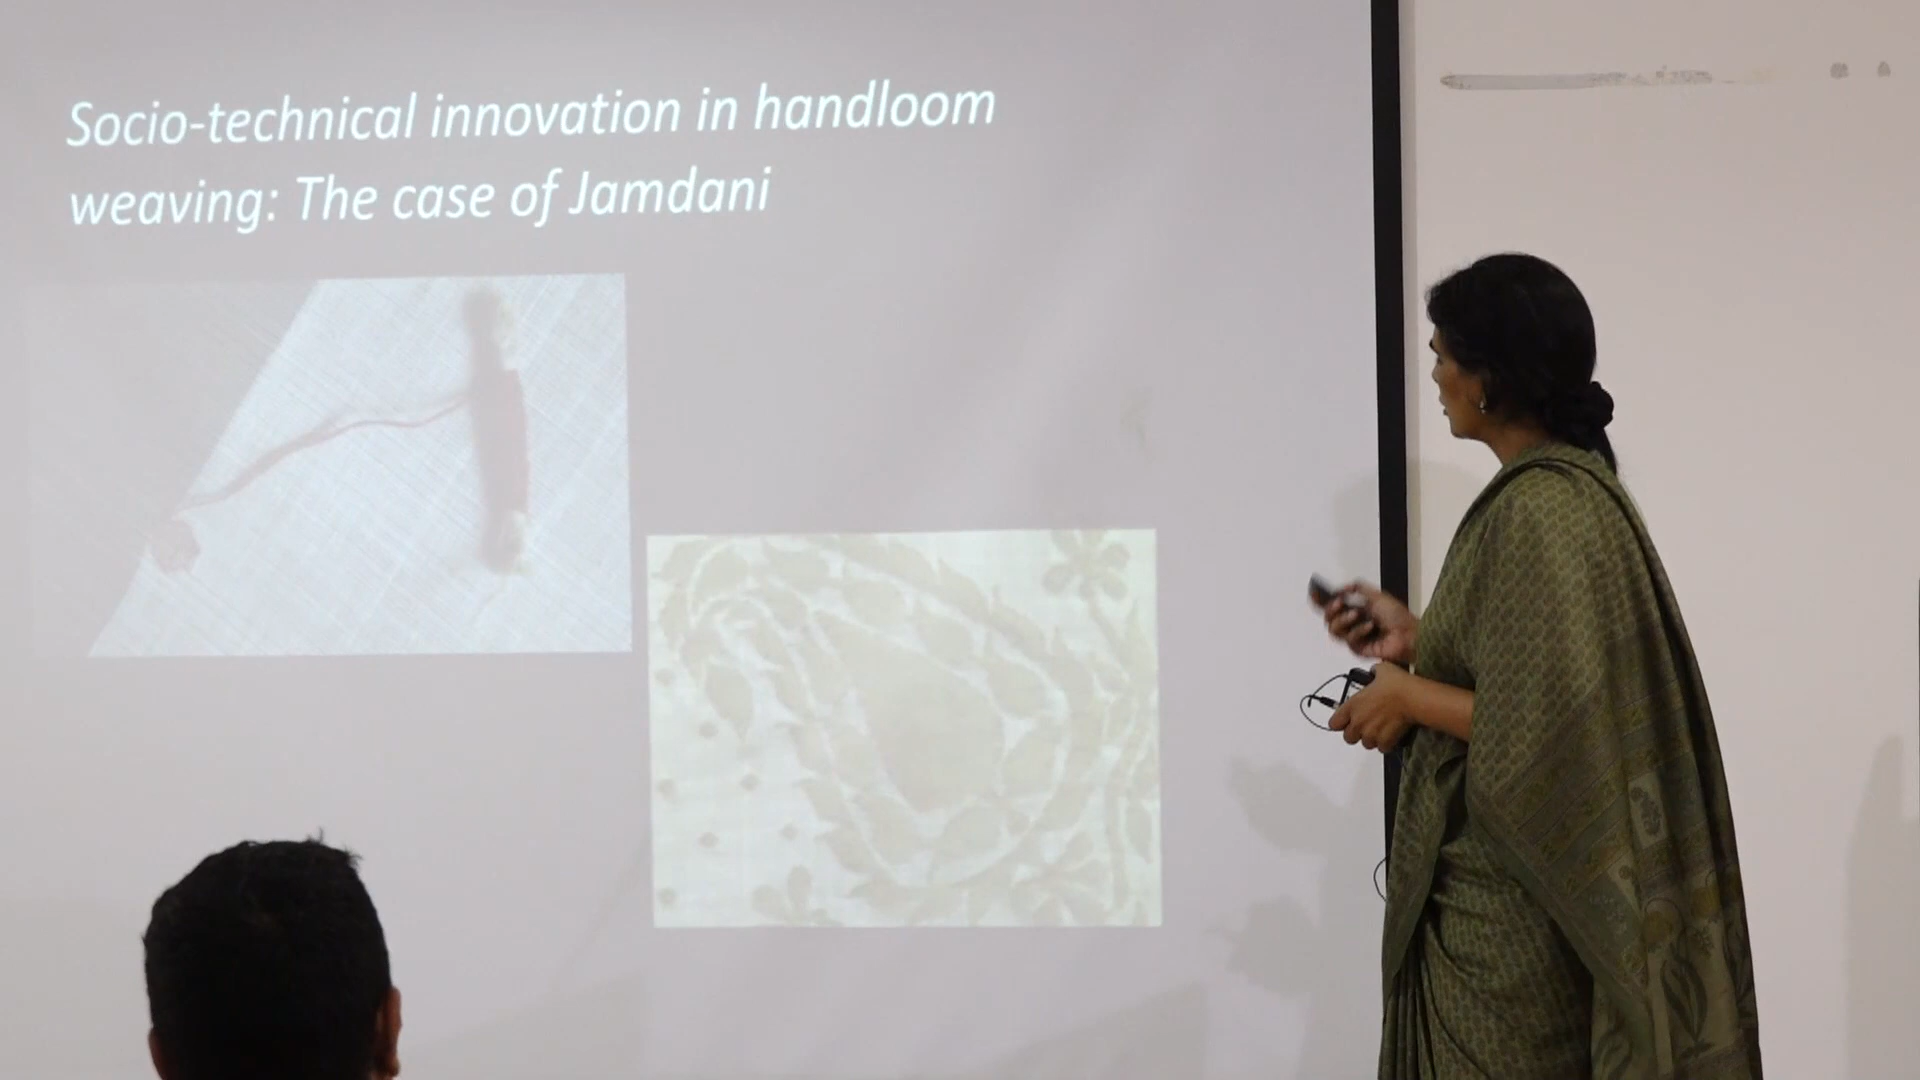 Socio-technical innovation in handloom
weaving: The case of Jamdani